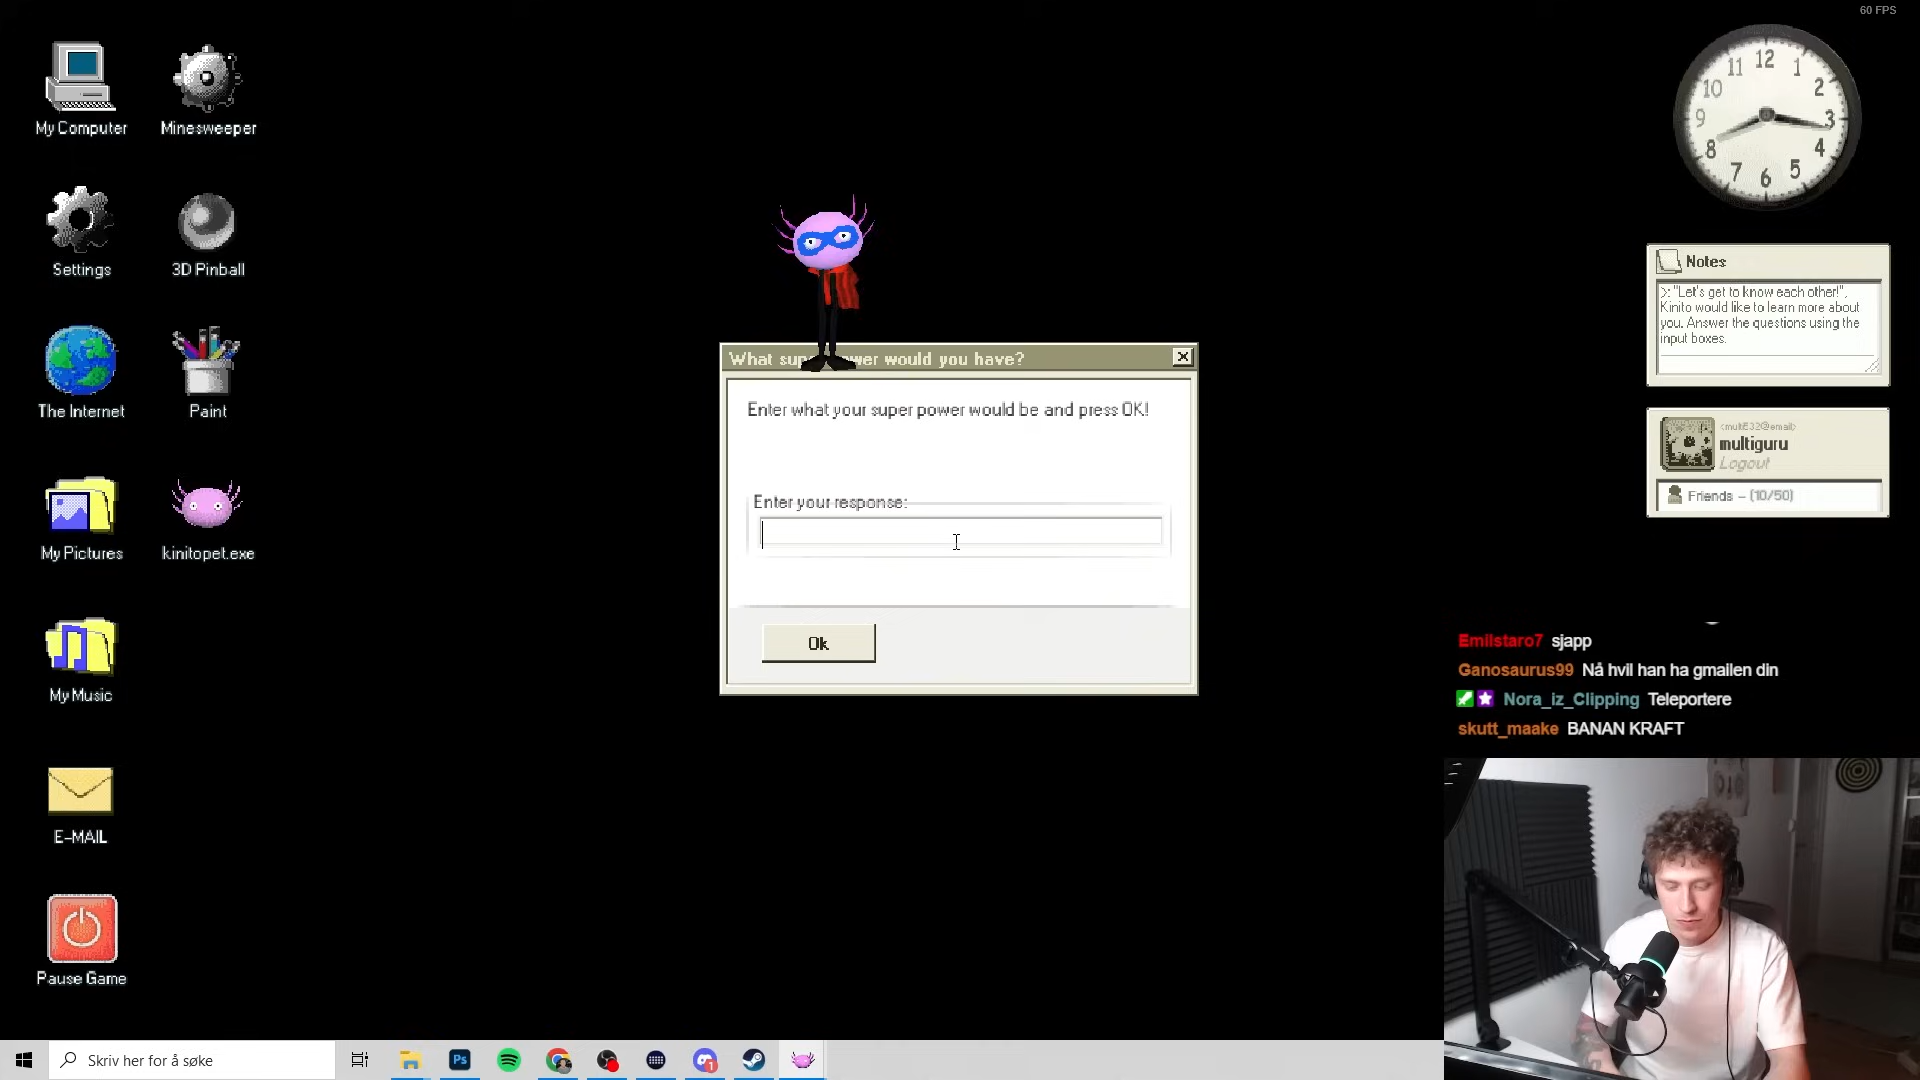 60 FPS
My Computer
Minesweeper
Settings
3D Pinball
The Internet
Paint
My Pictures
kinitopet.exe
My Music
E-MAIL
Pause Game
What sup wer would you have?
Enter what your super power would be and press OK!
Enter your response:
Ok
12
1
2
3
4
5
6
7
8
9
10
11
Notes
>: "Let's get to know each other!",
Kinito would like to learn more about
you. Answer the questions using the
input boxes.
<multiE32@email>
multiguru
Logout
Friends - (10/50)
Emilstaro7 sjapp
Ganosaurus99 Nå hvil han ha gmailen din
Nora_iz_Clipping Teleportere
skutt_maake BANAN KRAFT
Skriv her for å søke
Ps
1